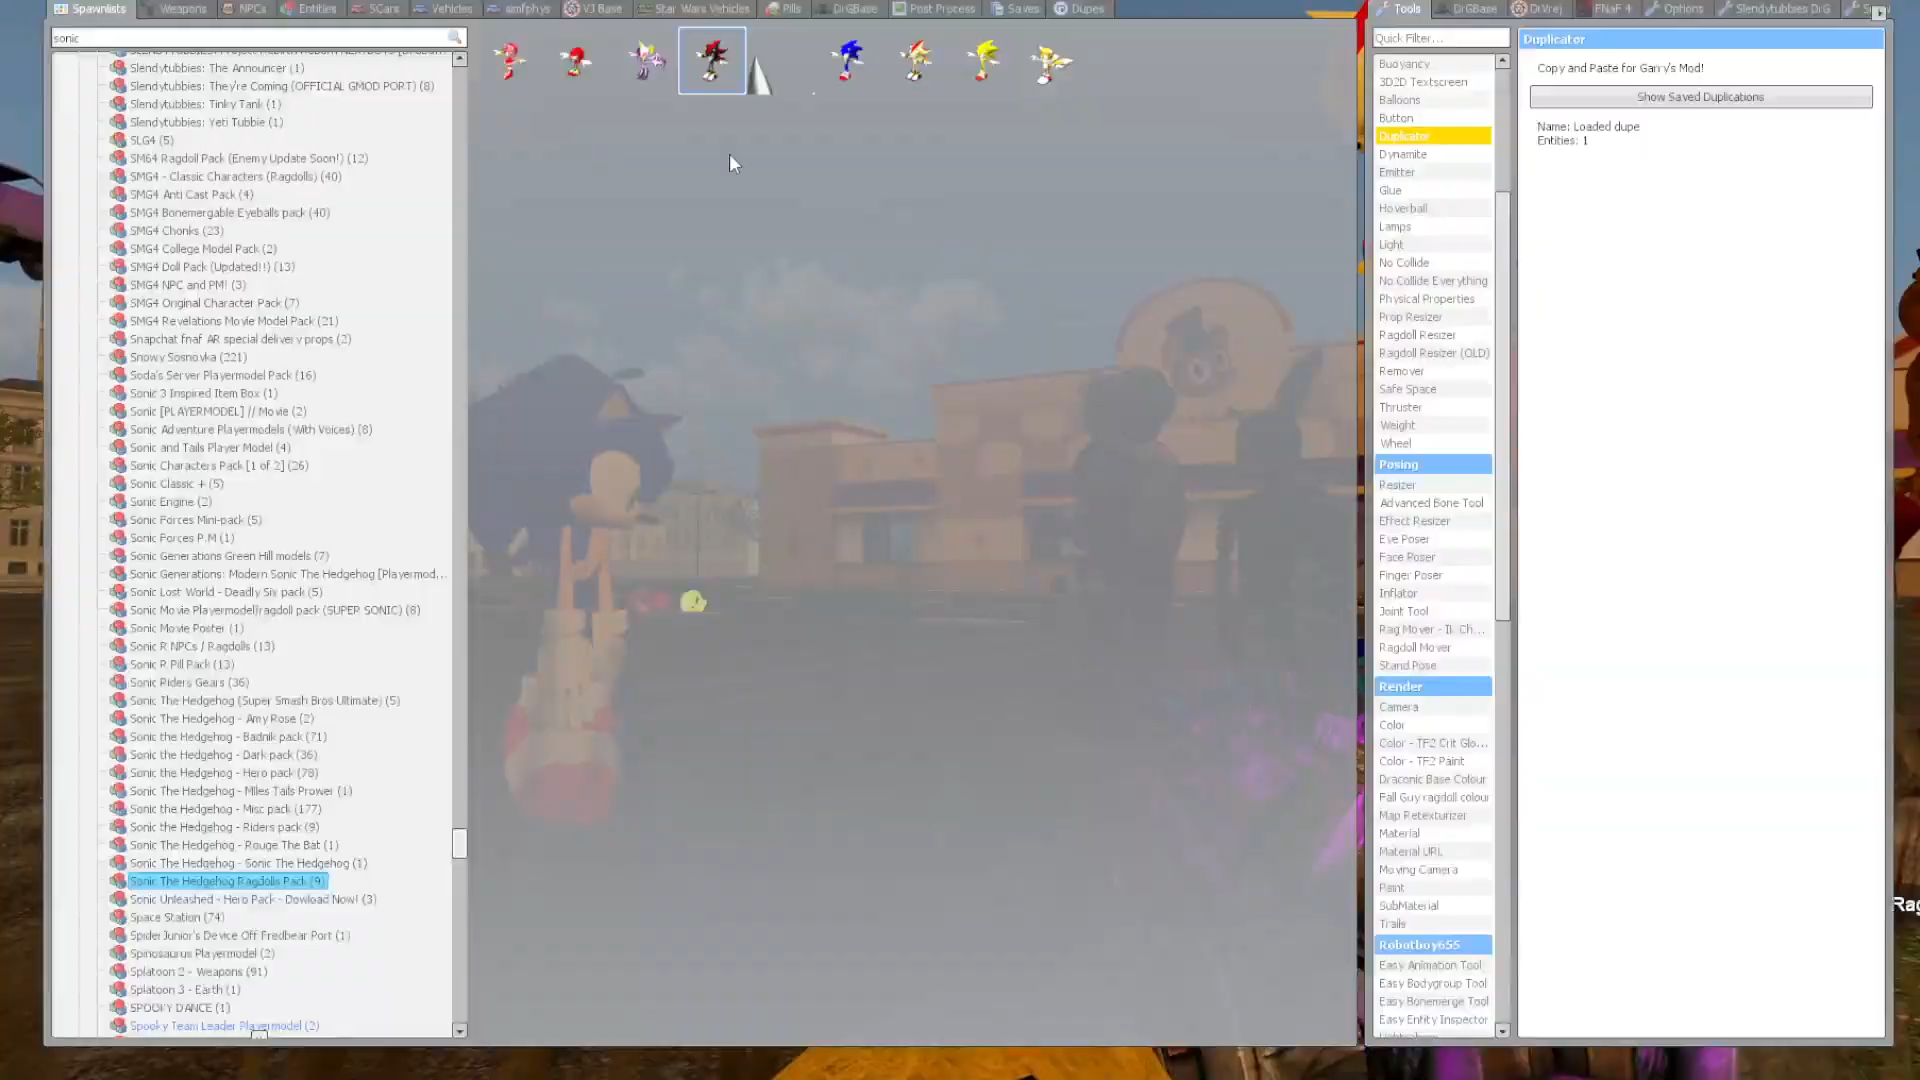 Spawnlists
Weapons
NPCs
Entities
SCars
Vehicles
simfphys
VJ Base
Star Wars Vehicles
Pills
DrGBase
Post Process
Saves
Dupes
Tools
DrGBase
DrVrej
FNaF 4
Options
Slendytubbies DrG
sonic
Slendytubbies: The Announcer (1)
Slendytubbies: They're Coming (OFFICIAL GMOD PORT) (8)
Slendytubbies: Tinky Tank (1)
Slendytubbies: Yeti Tubbie (1)
SLG4 (5)
SM64 Ragdoll Pack (Enemy Update Soon!) (12)
SMG4 - Classic Characters (Ragdolls) (40)
SMG4 Anti Cast Pack (4)
SMG4 Bonemergable Eyeballs pack (40)
SMG4 Chonks (23)
SMG4 College Model Pack (2)
SMG4 Doll Pack (Updated!!) (13)
SMG4 NPC and PM! (3)
SMG4 Original Character Pack (7)
SMG4 Revelations Movie Model Pack (21)
Snapchat fnaf AR special delivery props (2)
Snowy Sosnovka (221)
Soda's Server Playermodel Pack (16)
Sonic 3 Inspired Item Box (1)
Sonic [PLAYERMODEL] // Movie (2)
Sonic Adventure Playermodels (With Voices) (8)
Sonic and Tails Player Model (4)
Sonic Characters Pack [1 of 2] (26)
Sonic Classic + (5)
Sonic Engine (2)
Sonic Forces Mini-pack (5)
Sonic Forces P.M (1)
Sonic Generations Green Hill models (7)
Sonic Generations: Modern Sonic The Hedgehog [Playermod...
Sonic Lost World - Deadly Six pack (5)
Sonic Movie Playermodel/ragdoll pack (SUPER SONIC) (8)
Sonic Movie Poster (1)
Sonic R NPCs / Ragdolls (13)
Sonic R Pill Pack (13)
Sonic Riders Gears (36)
Sonic The Hedgehog (Super Smash Bros Ultimate) (5)
Sonic The Hedgehog - Amy Rose (2)
Sonic the Hedgehog - Badnik pack (71)
Sonic the Hedgehog - Dark pack (36)
Sonic the Hedgehog - Hero pack (78)
Sonic The Hedgehog - Miles Tails Prower (1)
Sonic the Hedgehog - Misc pack (177)
Sonic the Hedgehog - Riders pack (9)
Sonic The Hedgehog - Rouge The Bat (1)
Sonic The Hedgehog - Sonic The Hedgehog (1)
Sonic The Hedgehog Ragdolls Pack (9)
Sonic Unleashed - Hero Pack - Dowload Now! (3)
Space Station (74)
SpiderJunior's Device Off Fredbear Port (1)
Spinosaurus Playermodel (2)
Splatoon 2 - Weapons (91)
Splatoon 3 - Earth (1)
SPOOKY DANCE (1)
Spooky Team Leader Playermodel (2)
Quick Filter...
Buoyancy
3D2D Textscreen
Balloons
Button
Duplicator
Dynamite
Emitter
Glue
Hoverball
Lamps
Light
No Collide
No Collide Everything
Physical Properties
Prop Resizer
Ragdoll Resizer
Ragdoll Resizer (OLD)
Remover
Safe Space
Thruster
Weight
Wheel
Posing
Resizer
Advanced Bone Tool
Effect Resizer
Eye Poser
Face Poser
Finger Poser
Inflator
Joint Tool
Rag Mover - IK Ch...
Ragdoll Mover
Stand Pose
Render
Camera
Color
Color - TF2 Crit Glo...
Color - TF2 Paint
Draconic Base Colour
Fall Guy ragdoll colour
Map Retexturizer
Material
Material URL
Moving Camera
Paint
SubMaterial
Trails
Robotboy655
Easy Animation Tool
Easy Bodygroup Tool
Easy Bonemerge Tool
Easy Entity Inspector
Duplicator
Copy and Paste for Garry's Mod!
Show Saved Duplications
Name: Loaded dupe
Entities: 1
Rag